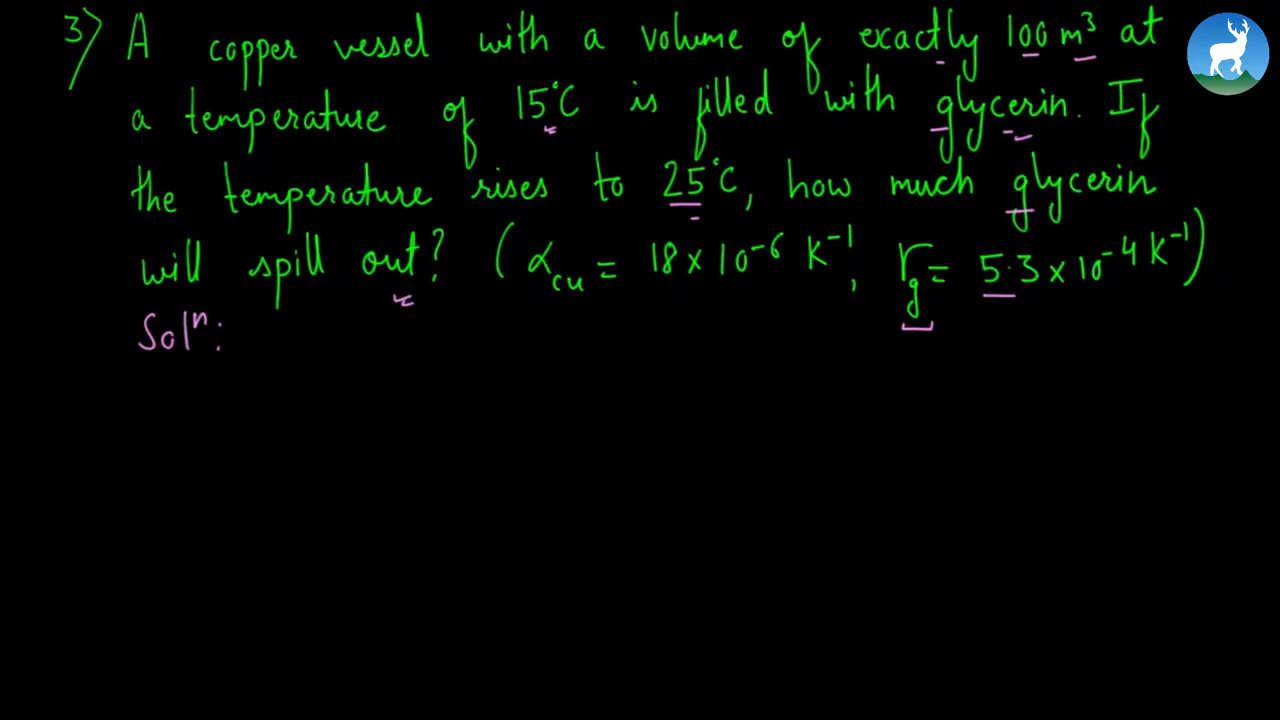 3) A copper vessel with a volume of exactly 100 m³ at
a temperature of 15°C is filled with glycerin. If
the temperature rises to 25°C, how much glycerin
will spill out? (α_cu = 18 × 10⁻⁶ K⁻¹, r_g = 5.3 × 10⁻⁴ K⁻¹)
Solⁿ: